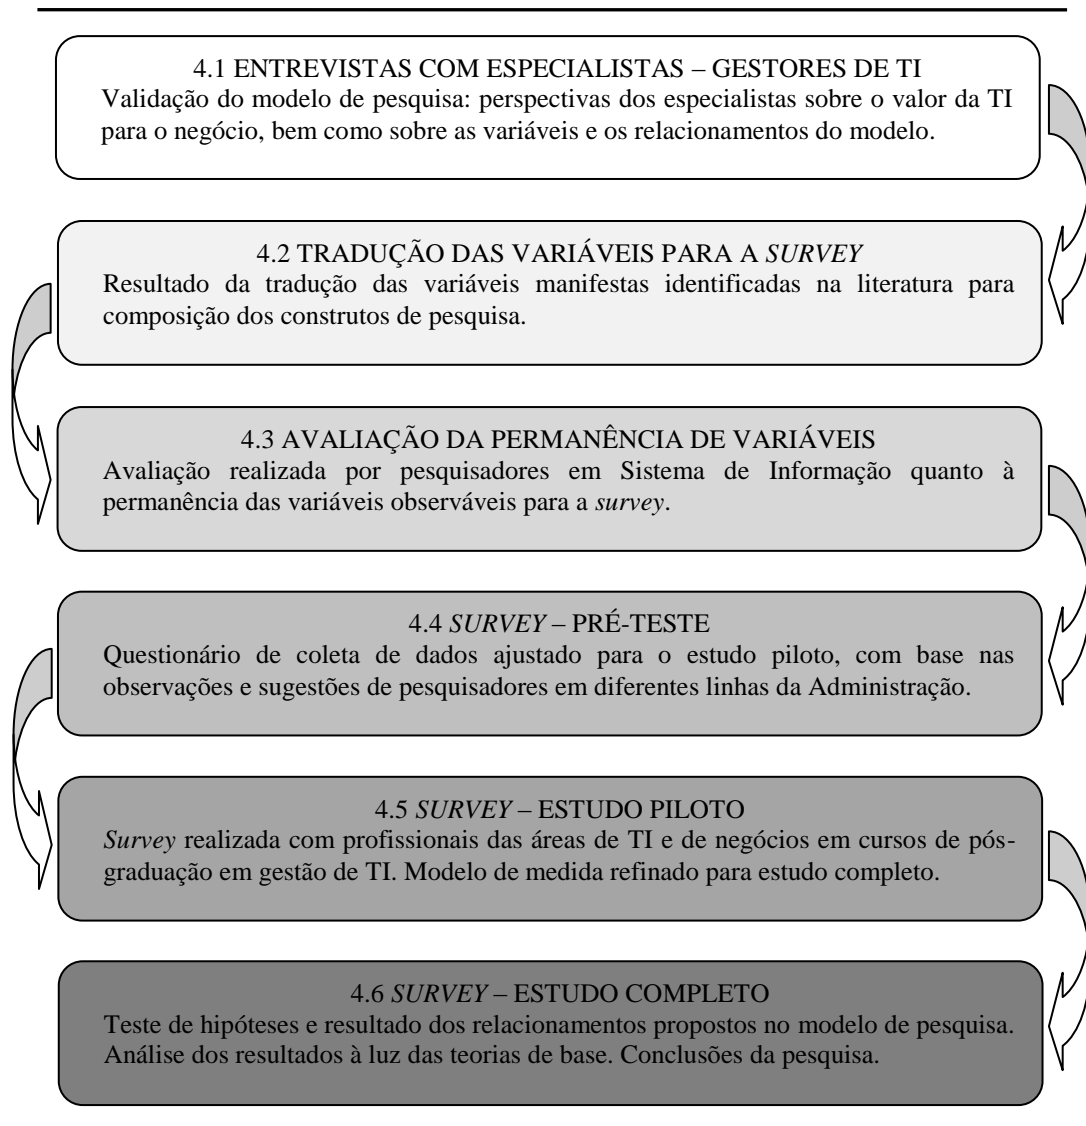 4.1 ENTREVISTAS COM ESPECIALISTAS – GESTORES DE TI
Validação do modelo de pesquisa: perspectivas dos especialistas sobre o valor da TI
para o negócio, bem como sobre as variáveis e os relacionamentos do modelo.
4.2 TRADUÇÃO DAS VARIÁVEIS PARA A SURVEY
Resultado da tradução das variáveis manifestas identificadas na literatura para
composição dos construtos de pesquisa.
4.3 AVALIAÇÃO DA PERMANÊNCIA DE VARIÁVEIS
Avaliação realizada por pesquisadores em Sistema de Informação quanto à
permanência das variáveis observáveis para a survey.
4.4 SURVEY – PRÉ-TESTE
Questionário de coleta de dados ajustado para o estudo piloto, com base nas
observações e sugestões de pesquisadores em diferentes linhas da Administração.
4.5 SURVEY – ESTUDO PILOTO
Survey realizada com profissionais das áreas de TI e de negócios em cursos de pós-
graduação em gestão de TI. Modelo de medida refinado para estudo completo.
4.6 SURVEY – ESTUDO COMPLETO
Teste de hipóteses e resultado dos relacionamentos propostos no modelo de pesquisa.
Análise dos resultados à luz das teorias de base. Conclusões da pesquisa.